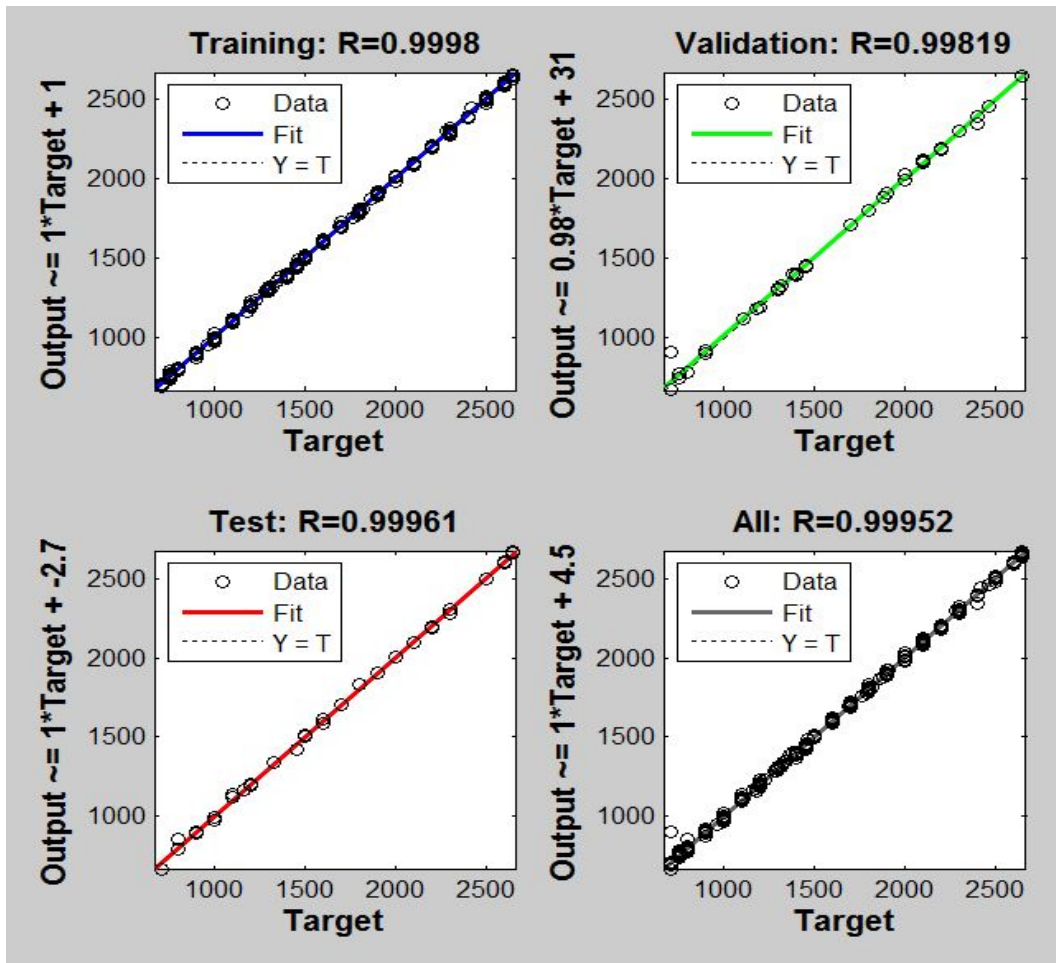 Training: R=0.9998
Output ~= 1*Target + 1
Data
Fit
Y = T
2500
2000
1500
1000
1000 1500 2000 2500
Target
Validation: R=0.99819
Output ~= 0.98*Target + 31
Data
Fit
Y = T
2500
2000
1500
1000
1000 1500 2000 2500
Target
Test: R=0.99961
Output ~= 1*Target + -2.7
Data
Fit
Y = T
2500
2000
1500
1000
1000 1500 2000 2500
Target
All: R=0.99952
Output ~= 1*Target + 4.5
Data
Fit
Y = T
2500
2000
1500
1000
1000 1500 2000 2500
Target